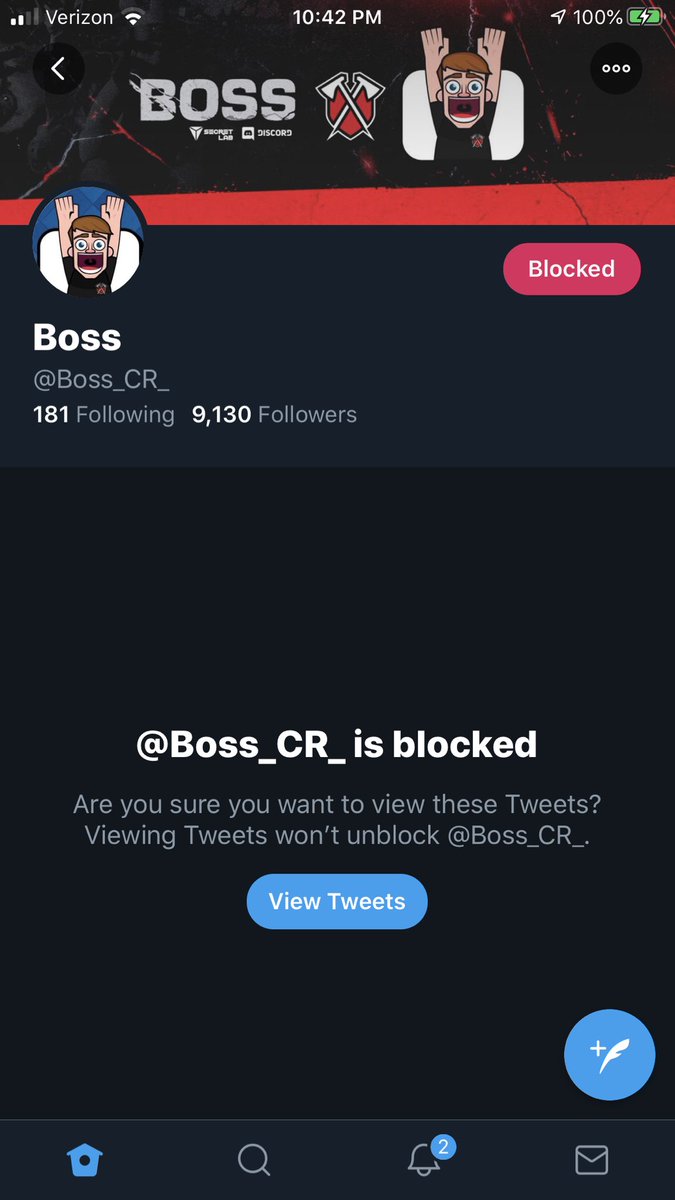 Verizon 10:42 PM 100%
BOSS
SECRET LAB DISCORD
Blocked
Boss
@Boss_CR_
181 Following 9,130 Followers
@Boss_CR_ is blocked
Are you sure you want to view these Tweets?
Viewing Tweets won’t unblock @Boss_CR_.
View Tweets
2